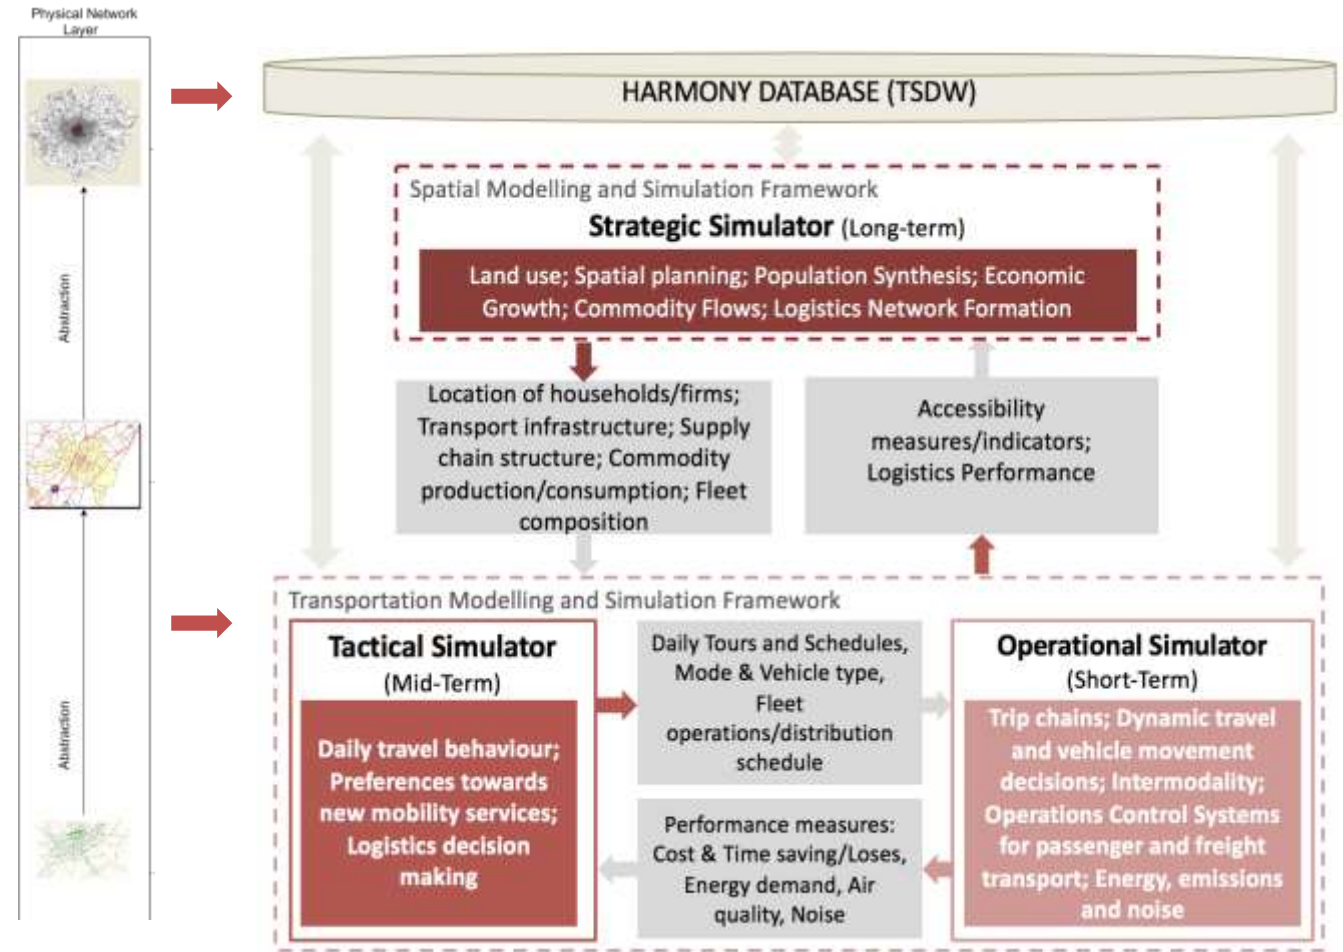 Physical Network
Layer
Abstraction
Abstraction
HARMONY DATABASE (TSDW)
Spatial Modelling and Simulation Framework
Strategic Simulator (Long-term)
Land use; Spatial planning; Population Synthesis; Economic
Growth; Commodity Flows; Logistics Network Formation
Location of households/firms;
Transport infrastructure; Supply
chain structure; Commodity
production/consumption; Fleet
composition
Accessibility
measures/indicators;
Logistics Performance
Transportation Modelling and Simulation Framework
Tactical Simulator
(Mid-Term)
Daily travel behaviour;
Preferences towards
new mobility services;
Logistics decision
making
Daily Tours and Schedules,
Mode & Vehicle type,
Fleet
operations/distribution
schedule
Performance measures:
Cost & Time saving/Loses,
Energy demand, Air
quality, Noise
Operational Simulator
(Short-Term)
Trip chains; Dynamic travel
and vehicle movement
decisions; Intermodality;
Operations Control Systems
for passenger and freight
transport; Energy, emissions
and noise